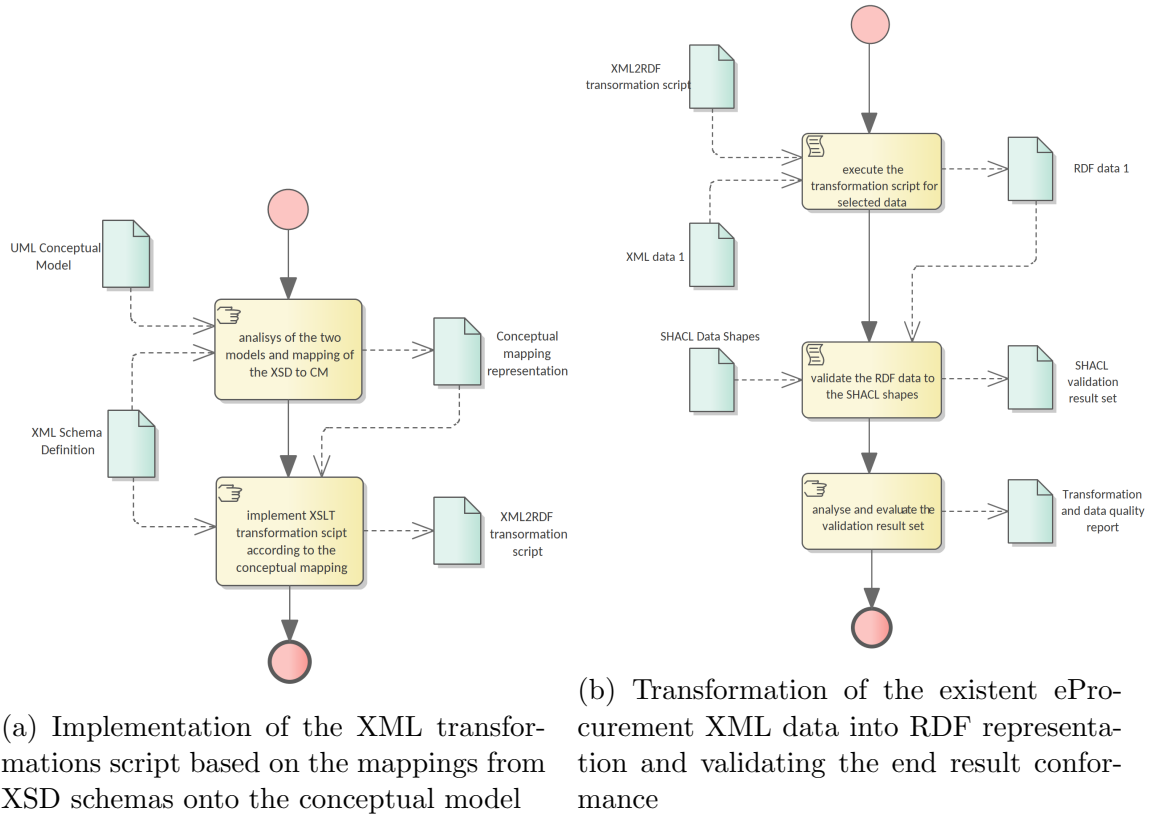 UML Conceptual
Model
analisys of the two
models and mapping of
the XSD to CM
Conceptual
mapping
representation
XML Schema
Definition
implement XSLT
transformation scipt
according to the
conceptual mapping
XML2RDF
transormation
script
(a) Implementation of the XML transfor-
mations script based on the mappings from
XSD schemas onto the conceptual model
XML2RDF
transormation script
execute the
transformation script for
selected data
RDF data 1
XML data 1
SHACL Data Shapes
validate the RDF data to
the SHACL shapes
SHACL
validation
result set
analyse and evaluate the
validation result set
Transformation
and data quality
report
(b) Transformation of the existent ePro-
curement XML data into RDF representa-
tion and validating the end result confor-
mance